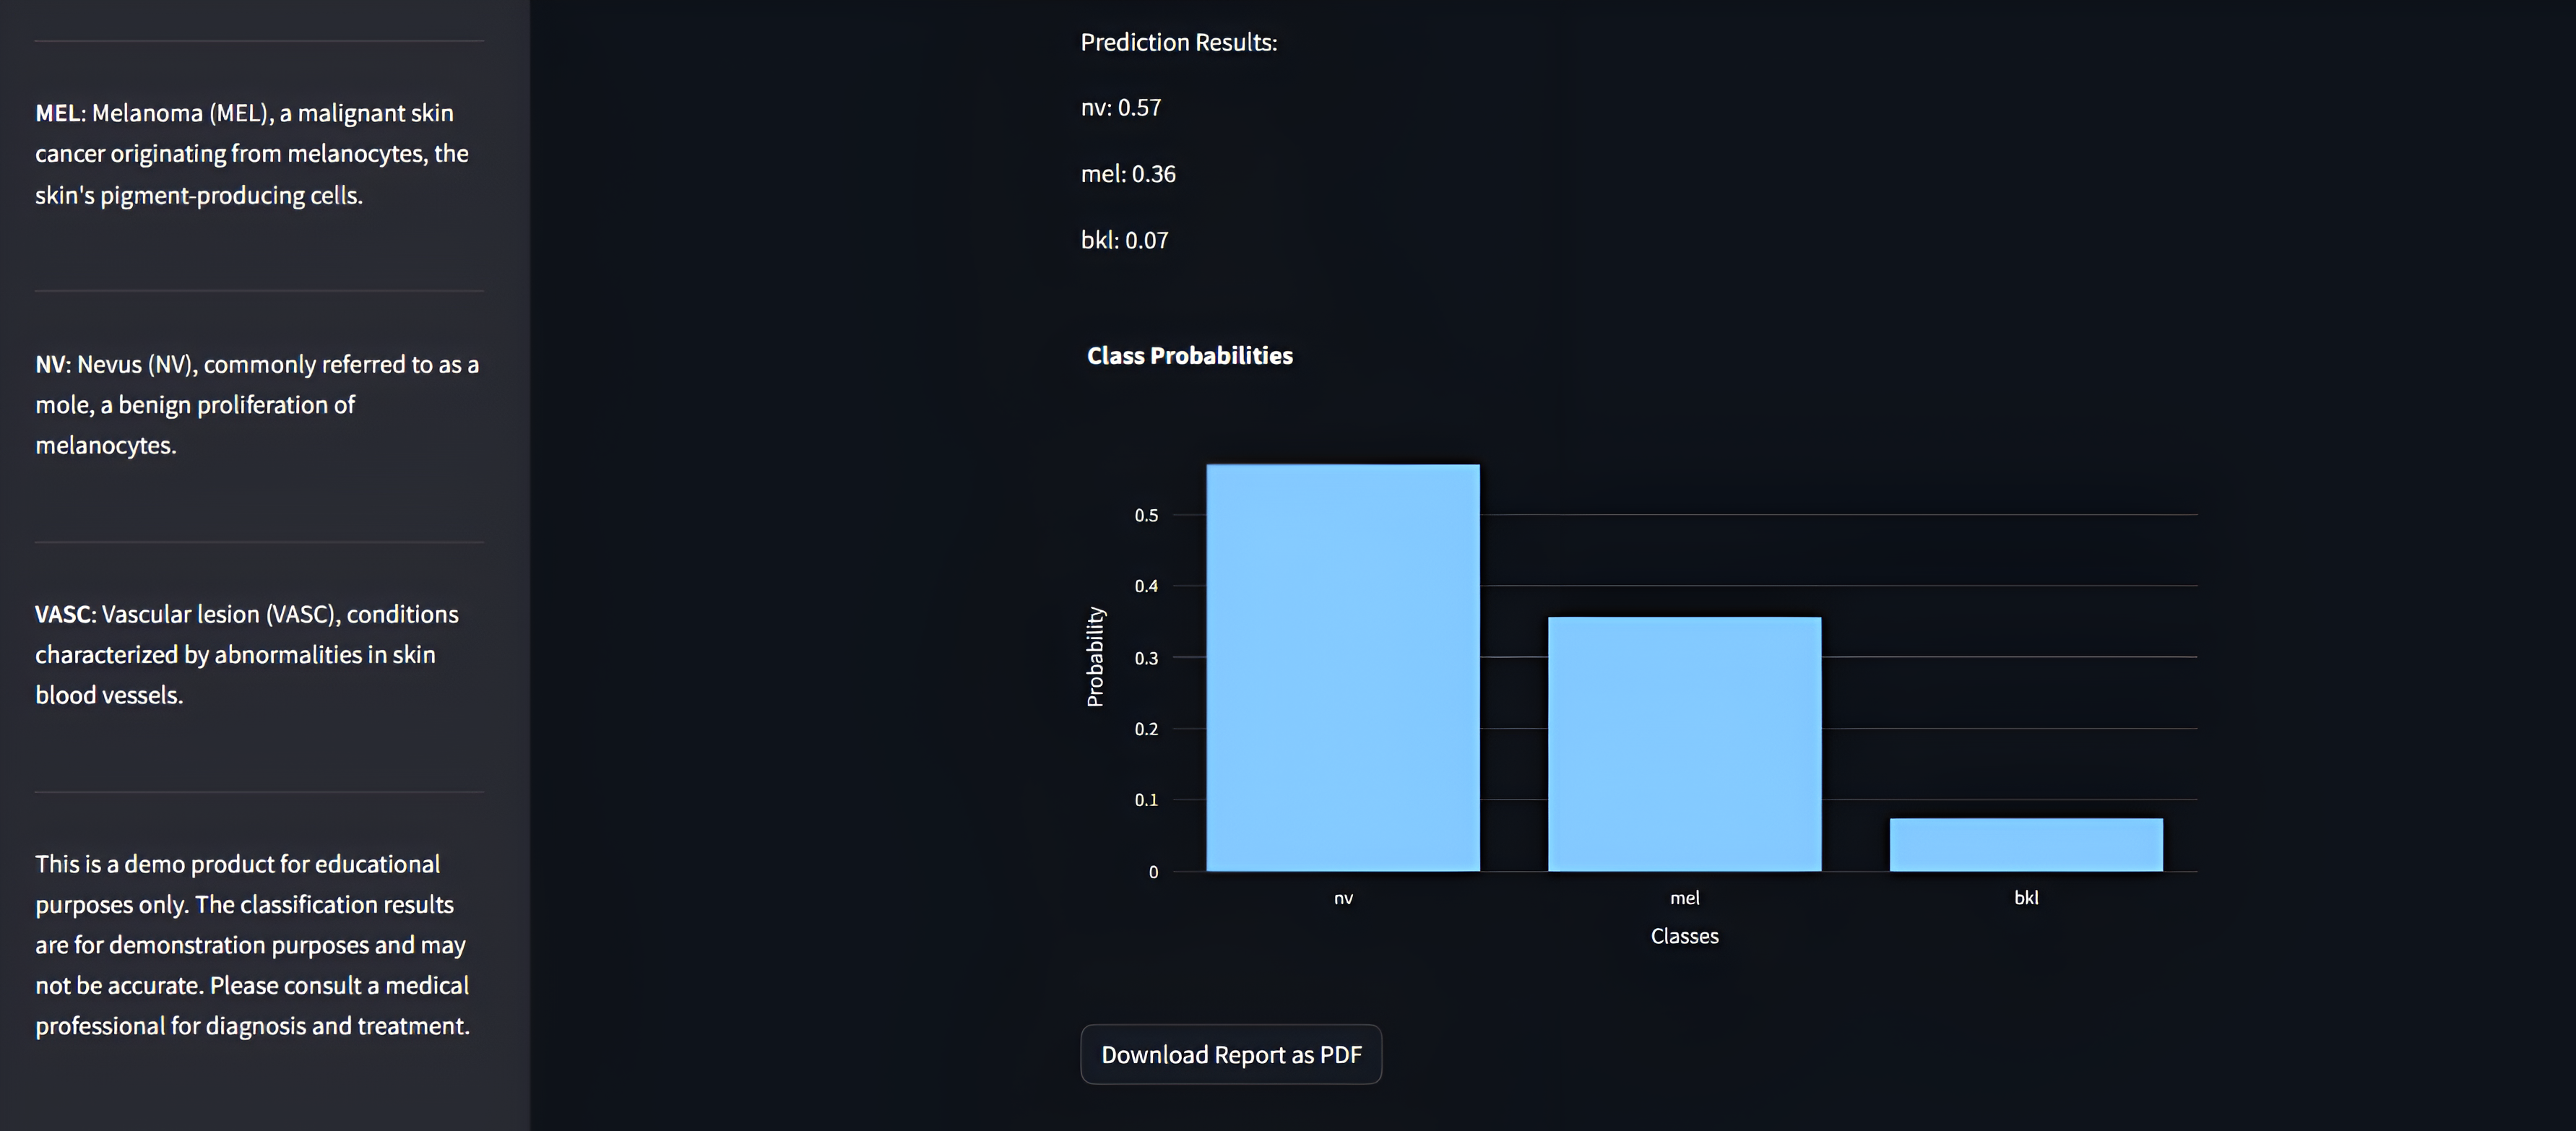 MEL: Melanoma (MEL), a malignant skin
cancer originating from melanocytes, the
skin's pigment-producing cells.
NV: Nevus (NV), commonly referred to as a
mole, a benign proliferation of
melanocytes.
VASC: Vascular lesion (VASC), conditions
characterized by abnormalities in skin
blood vessels.
This is a demo product for educational
purposes only. The classification results
are for demonstration purposes and may
not be accurate. Please consult a medical
professional for diagnosis and treatment.
Prediction Results:
nv: 0.57
mel: 0.36
bkl: 0.07
Class Probabilities
Probability
0.5
0.4
0.3
0.2
0.1
0
nv mel bkl
Classes
Download Report as PDF